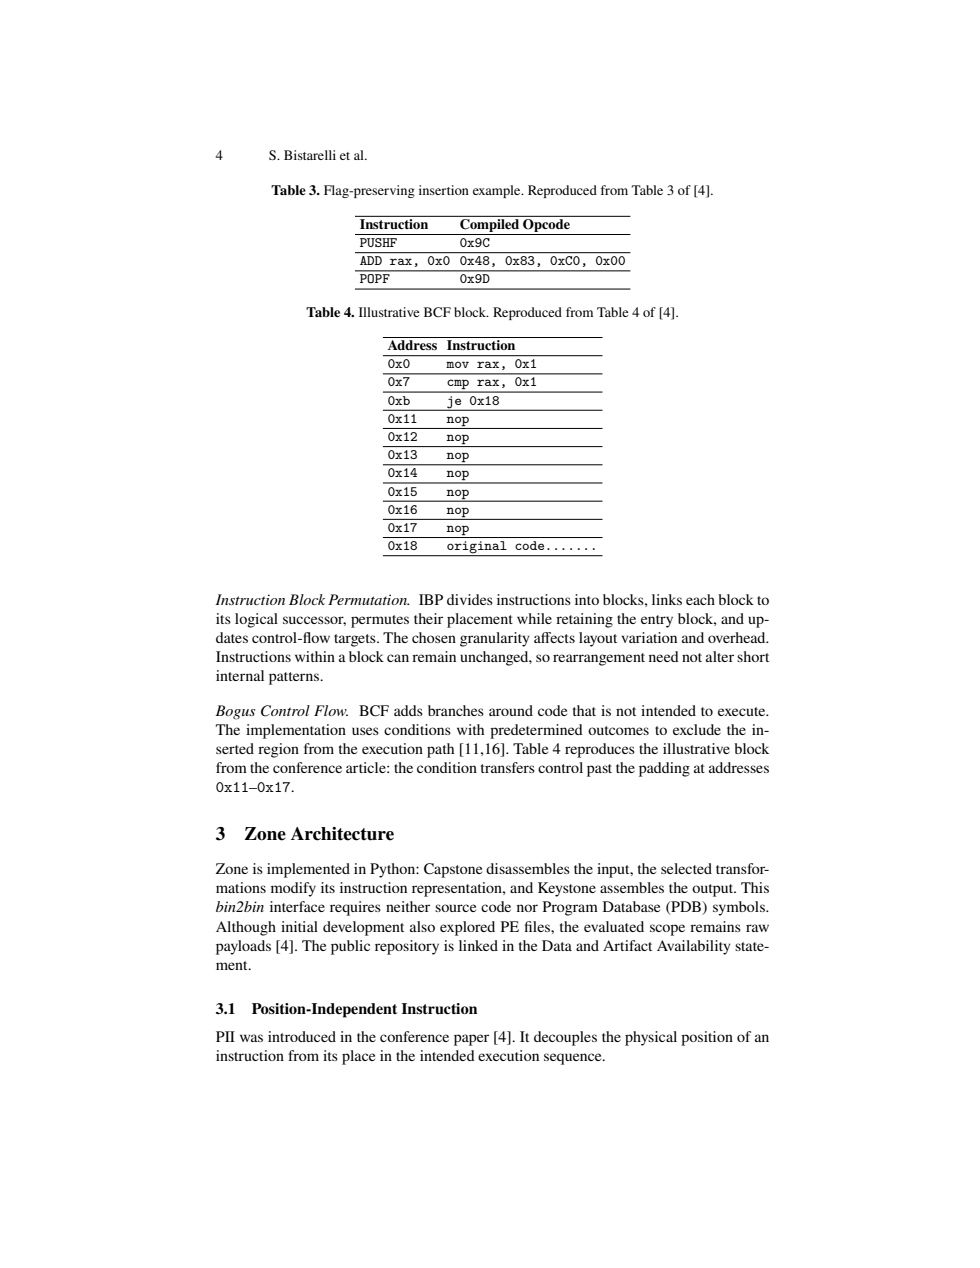 4 S. Bistarelli et al.
Table 3. Flag-preserving insertion example. Reproduced from Table 3 of [4].
Instruction Compiled Opcode
PUSHF 0x9C
ADD rax, 0x0 0x48, 0x83, 0xC0, 0x00
POPF 0x9D
Table 4. Illustrative BCF block. Reproduced from Table 4 of [4].
Address Instruction
0x0 mov rax, 0x1
0x7 cmp rax, 0x1
0xb je 0x18
0x11 nop
0x12 nop
0x13 nop
0x14 nop
0x15 nop
0x16 nop
0x17 nop
0x18 original code.......
Instruction Block Permutation. IBP divides instructions into blocks, links each block to
its logical successor, permutes their placement while retaining the entry block, and up-
dates control-flow targets. The chosen granularity affects layout variation and overhead.
Instructions within a block can remain unchanged, so rearrangement need not alter short
internal patterns.
Bogus Control Flow. BCF adds branches around code that is not intended to execute.
The implementation uses conditions with predetermined outcomes to exclude the in-
serted region from the execution path [11,16]. Table 4 reproduces the illustrative block
from the conference article: the condition transfers control past the padding at addresses
0x11–0x17.
3 Zone Architecture
Zone is implemented in Python: Capstone disassembles the input, the selected transfor-
mations modify its instruction representation, and Keystone assembles the output. This
bin2bin interface requires neither source code nor Program Database (PDB) symbols.
Although initial development also explored PE files, the evaluated scope remains raw
payloads [4]. The public repository is linked in the Data and Artifact Availability state-
ment.
3.1 Position-Independent Instruction
PII was introduced in the conference paper [4]. It decouples the physical position of an
instruction from its place in the intended execution sequence.